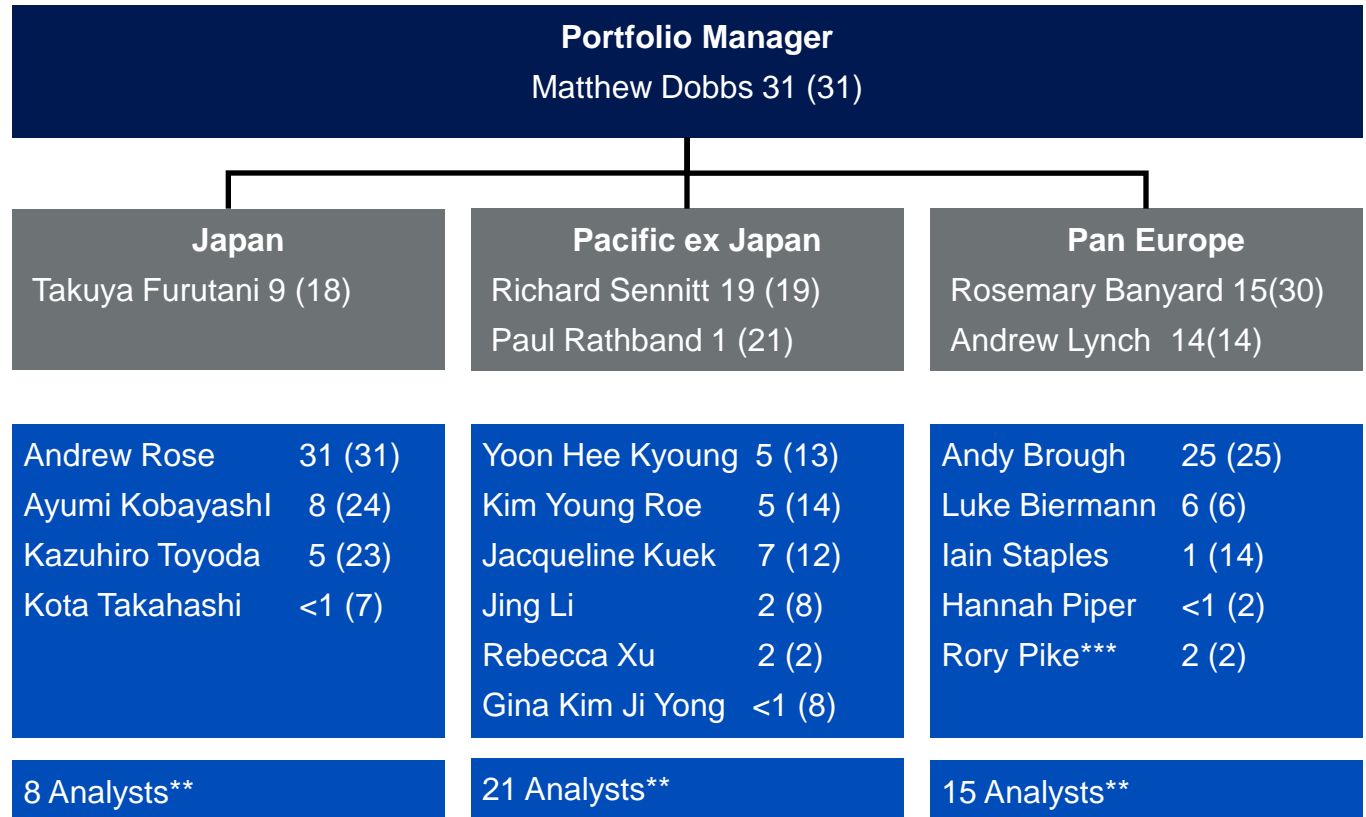 Portfolio Manager
Matthew Dobbs 31 (31)
Japan
Takuya Furutani 9 (18)
Pacific ex Japan
Richard Sennitt 19 (19)
Paul Rathband 1 (21)
Pan Europe
Rosemary Banyard 15(30)
Andrew Lynch 14(14)
Andrew Rose 31 (31)
Ayumi KobayashI 8 (24)
Kazuhiro Toyoda 5 (23)
Kota Takahashi <1 (7)
Yoon Hee Kyoung 5 (13)
Kim Young Roe 5 (14)
Jacqueline Kuek 7 (12)
Jing Li 2 (8)
Rebecca Xu 2 (2)
Gina Kim Ji Yong <1 (8)
Andy Brough 25 (25)
Luke Biermann 6 (6)
Iain Staples 1 (14)
Hannah Piper <1 (2)
Rory Pike*** 2 (2)
8 Analysts**
21 Analysts**
15 Analysts**